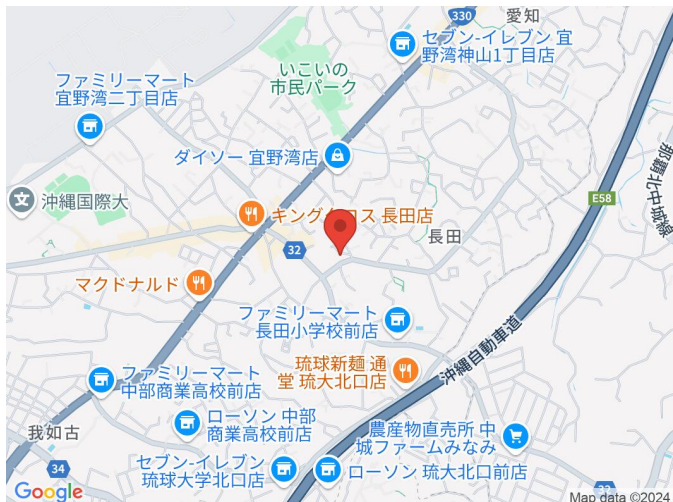 330
愛知
セブン-イレブン 宜
野湾神山1丁目店
いこいの
市民パーク
ファミリーマート
宜野湾二丁目店
那覇北中城線
ダイソー 宜野湾店
E58
沖縄国際大
キングタコス 長田店
長田
32
マクドナルド
ファミリーマート
長田小学校前店
沖縄自動車道
琉球新麺 通
堂 琉大北口店
ファミリーマート
中部商業高校前店
ローソン 中部
商業高校前店
農産物直売所 中
城ファームみなみ
我如古
34
セブン-イレブン
琉球大学北口店
ローソン 琉大北口前店
32
Google
Map data ©2024